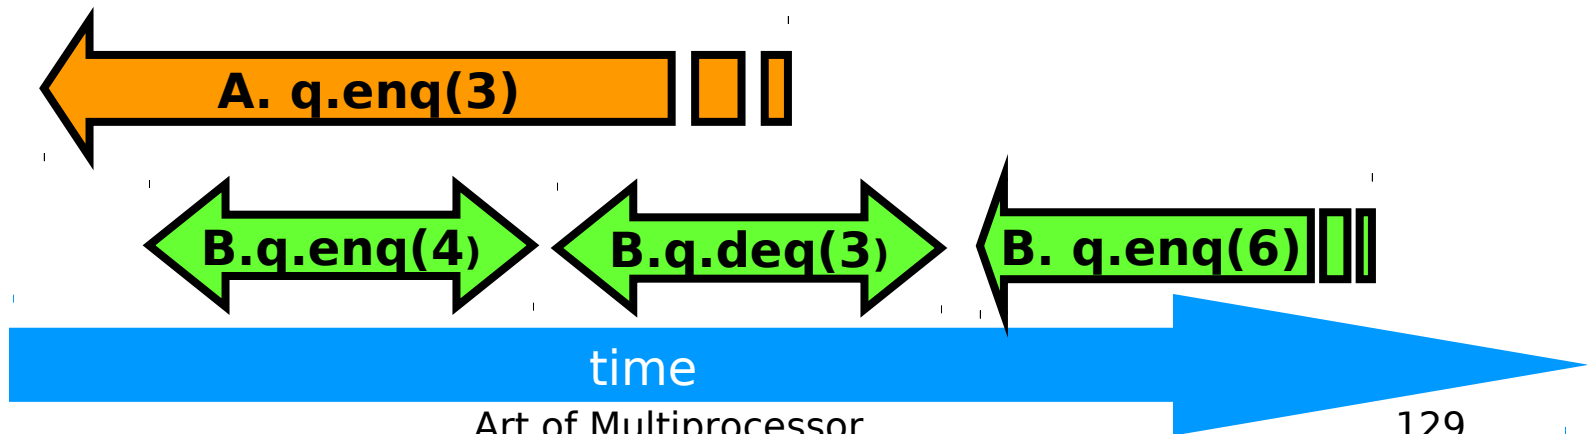 A. q.enq(3)
B.q.enq(4)
B.q.deq(3)
B. q.enq(6)
time
Art of Multiprocessor
129